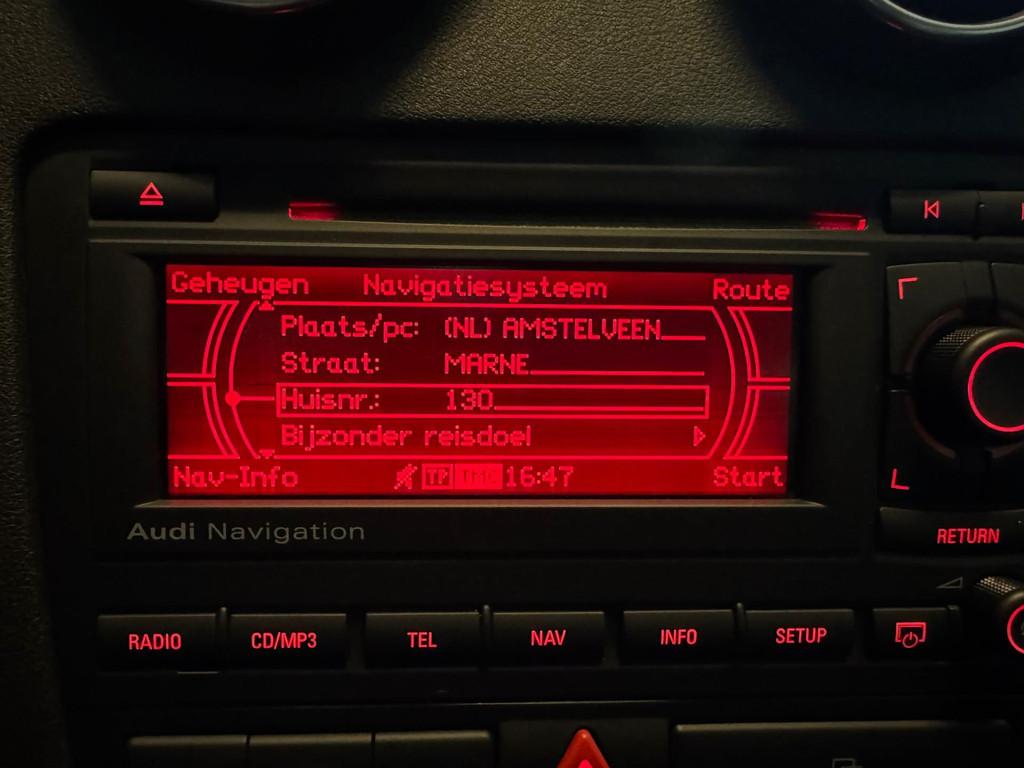 Geheugen Navigatiesysteem Route
Plaats/pc: (NL) AMSTELVEEN
Straat: MARNE
Huisnr.: 130
Bijzonder reisdoel
Nav-Info TP TMC 16:47 Start
Audi Navigation
RETURN
RADIO CD/MP3 TEL NAV INFO SETUP